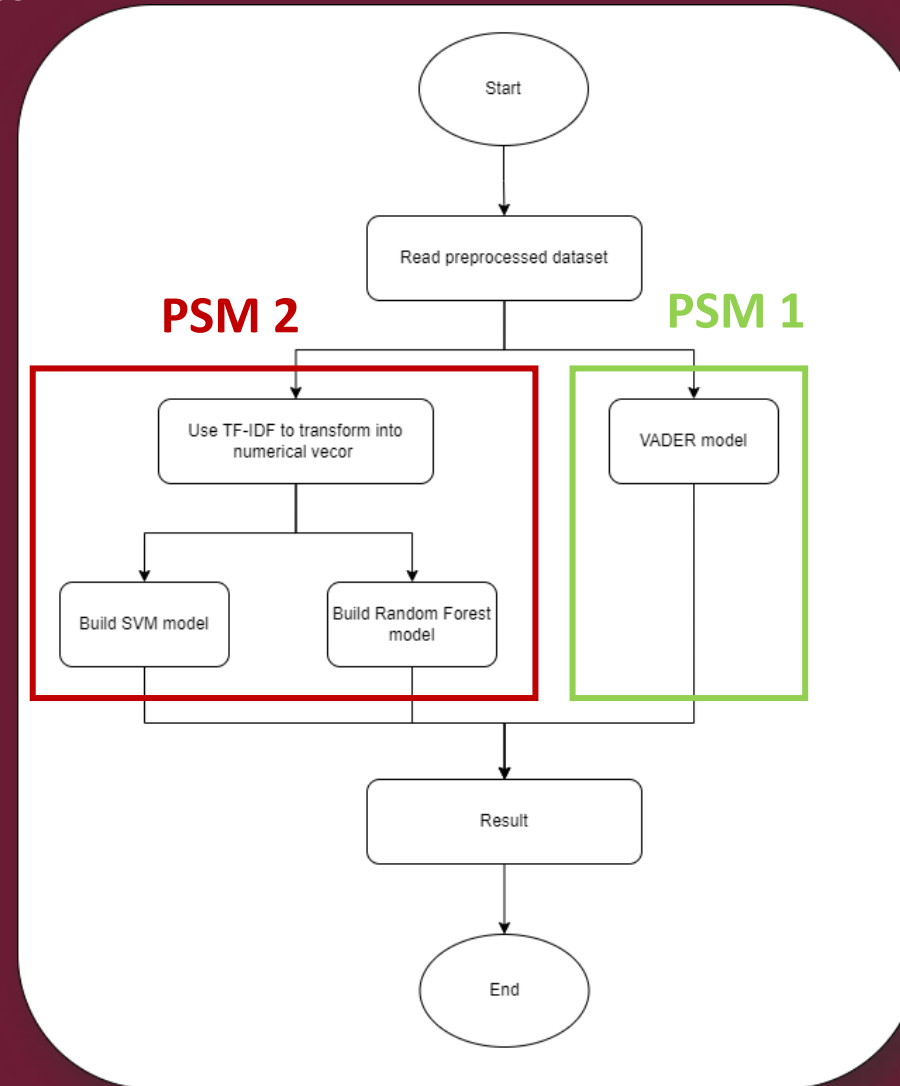 Start
Read preprocessed dataset
PSM 2
PSM 1
Use TF-IDF to transform into
numerical vecor
VADER model
Build SVM model
Build Random Forest
model
Result
End